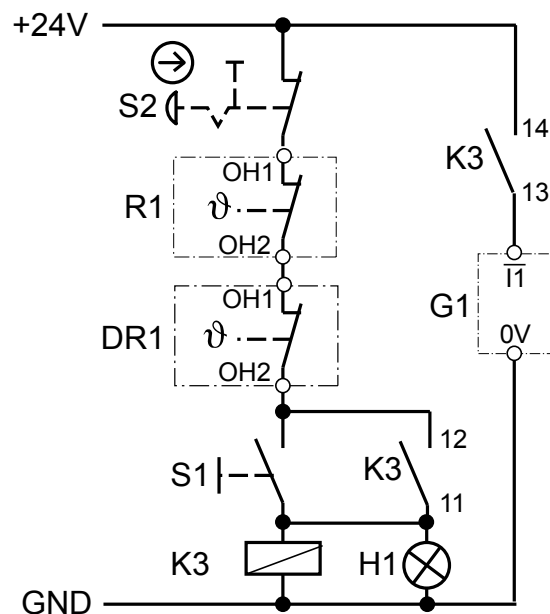 +24V
S2
14
K3
13
OH1
R1
ϑ
OH2
I1
G1
0V
OH1
DR1
ϑ
OH2
12
S1
K3
11
K3
H1
GND